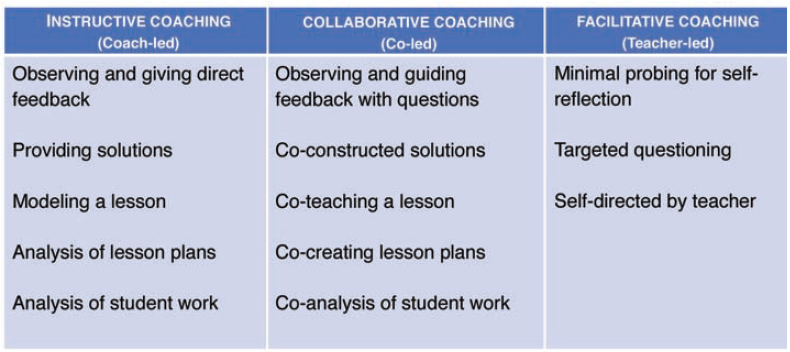 INSTRUCTIVE COACHING
(Coach-led)
Observing and giving direct
feedback
Providing solutions
Modeling a lesson
Analysis of lesson plans
Analysis of student work
COLLABORATIVE COACHING
(Co-led)
Observing and guiding
feedback with questions
Co-constructed solutions
Co-teaching a lesson
Co-creating lesson plans
Co-analysis of student work
FACILITATIVE COACHING
(Teacher-led)
Minimal probing for self-
reflection
Targeted questioning
Self-directed by teacher